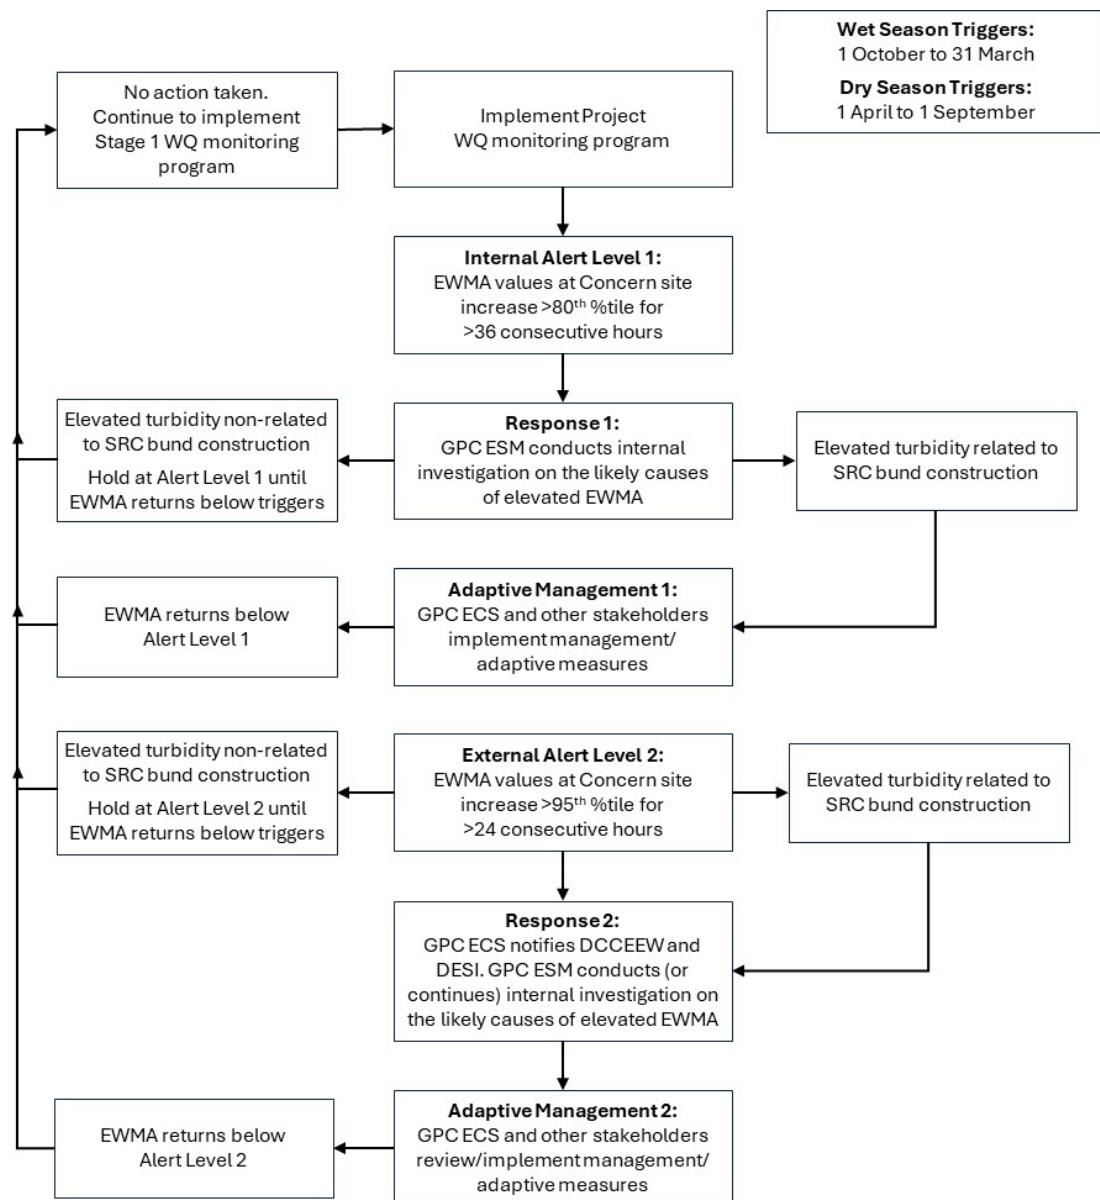 Wet Season Triggers:
1 October to 31 March
Dry Season Triggers:
1 April to 1 September
No action taken.
Continue to implement
Stage 1 WQ monitoring
program
Implement Project
WQ monitoring program
Internal Alert Level 1:
EWMA values at Concern site
increase >80th %tile for
>36 consecutive hours
Elevated turbidity non-related
to SRC bund construction
Hold at Alert Level 1 until
EWMA returns below triggers
Response 1:
GPC ESM conducts internal
investigation on the likely causes
of elevated EWMA
Elevated turbidity related to
SRC bund construction
EWMA returns below
Alert Level 1
Adaptive Management 1:
GPC ECS and other stakeholders
implement management/
adaptive measures
Elevated turbidity non-related
to SRC bund construction
Hold at Alert Level 2 until
EWMA returns below triggers
External Alert Level 2:
EWMA values at Concern site
increase >95th %tile for
>24 consecutive hours
Elevated turbidity related to
SRC bund construction
Response 2:
GPC ECS notifies DCCEEW and
DESI. GPC ESM conducts (or
continues) internal investigation on
the likely causes of elevated EWMA
EWMA returns below
Alert Level 2
Adaptive Management 2:
GPC ECS and other stakeholders
review/implement management/
adaptive measures